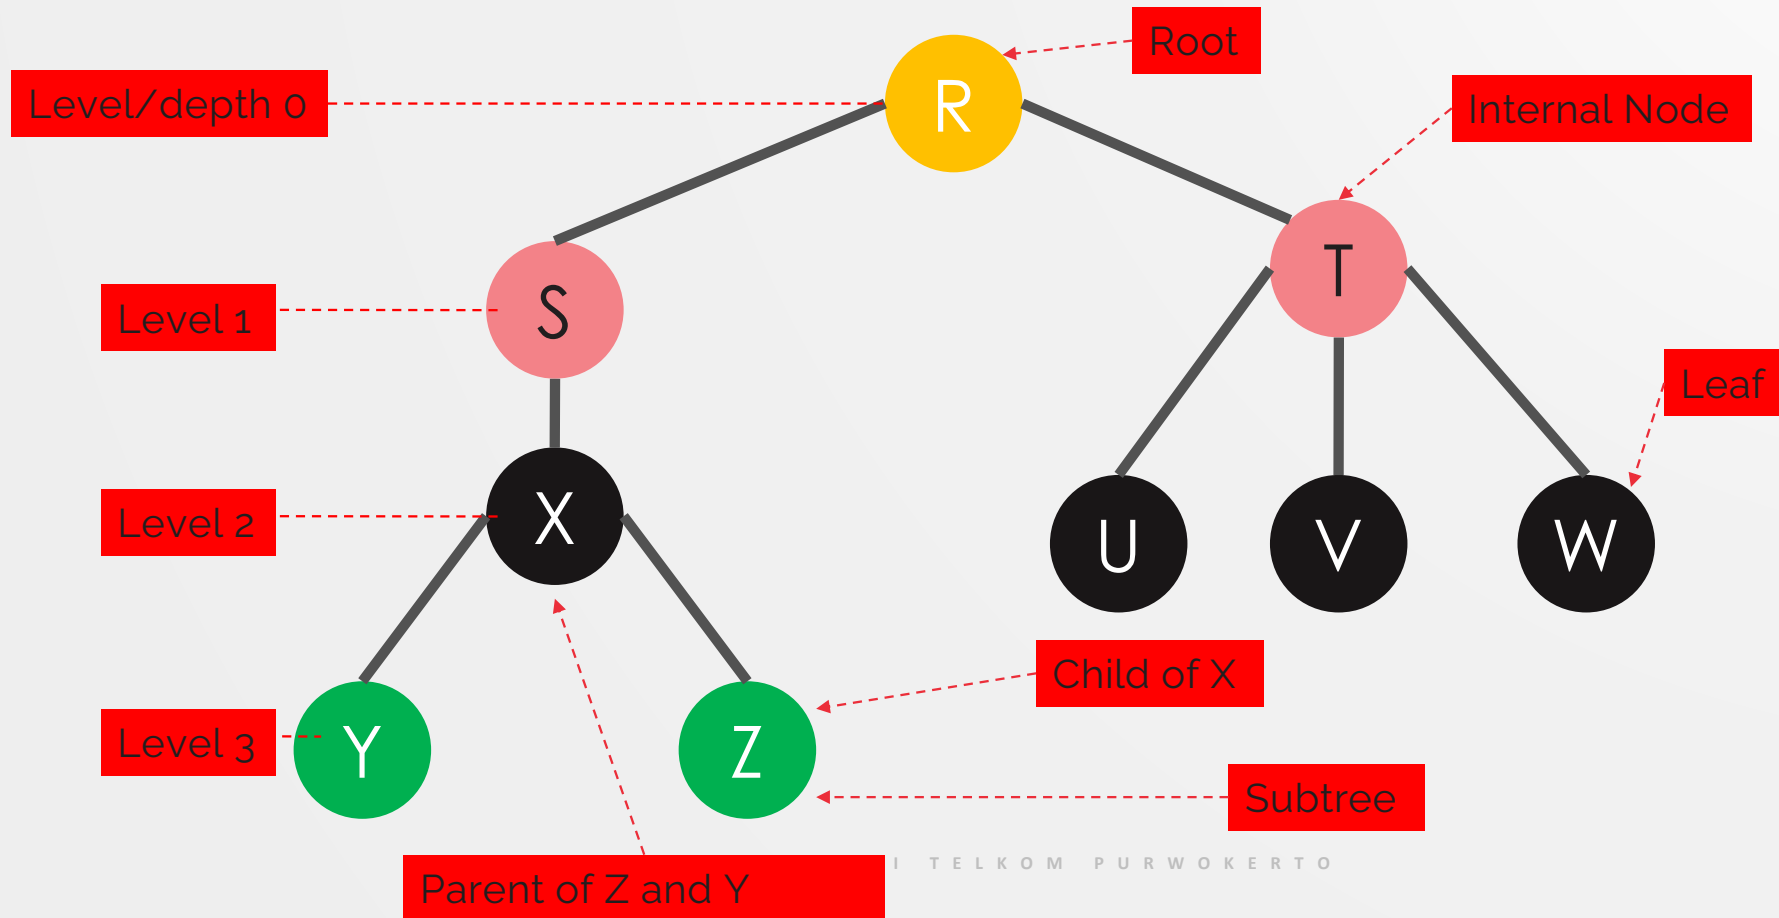 Root
Level/depth 0
R
Internal Node
T
Level 1
S
Leaf
Level 2
X
U
V
W
Child of X
Level 3
Y
Z
Subtree
I TELKOM PURWOKERTO
Parent of Z and Y